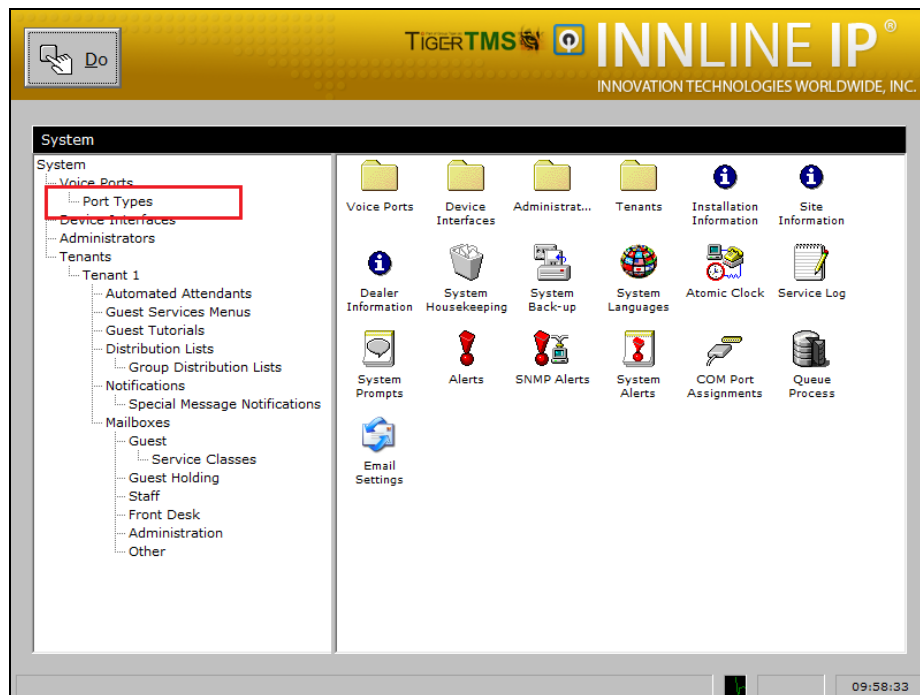 Do
TIGERTMS
INNLINE IP®
INNOVATION TECHNOLOGIES WORLDWIDE, INC.
System
System
Voice Ports
Port Types
Device Interfaces
Administrators
Tenants
Tenant 1
Automated Attendants
Guest Services Menus
Guest Tutorials
Distribution Lists
Group Distribution Lists
Notifications
Special Message Notifications
Mailboxes
Guest
Service Classes
Guest Holding
Staff
Front Desk
Administration
Other
Voice Ports
Device
Interfaces
Administrat...
Tenants
Installation
Information
Site
Information
Dealer
Information
System
Housekeeping
System
Back-up
System
Languages
Atomic Clock
Service Log
System
Prompts
Alerts
SNMP Alerts
System
Alerts
COM Port
Assignments
Queue
Process
Email
Settings
09:58:33